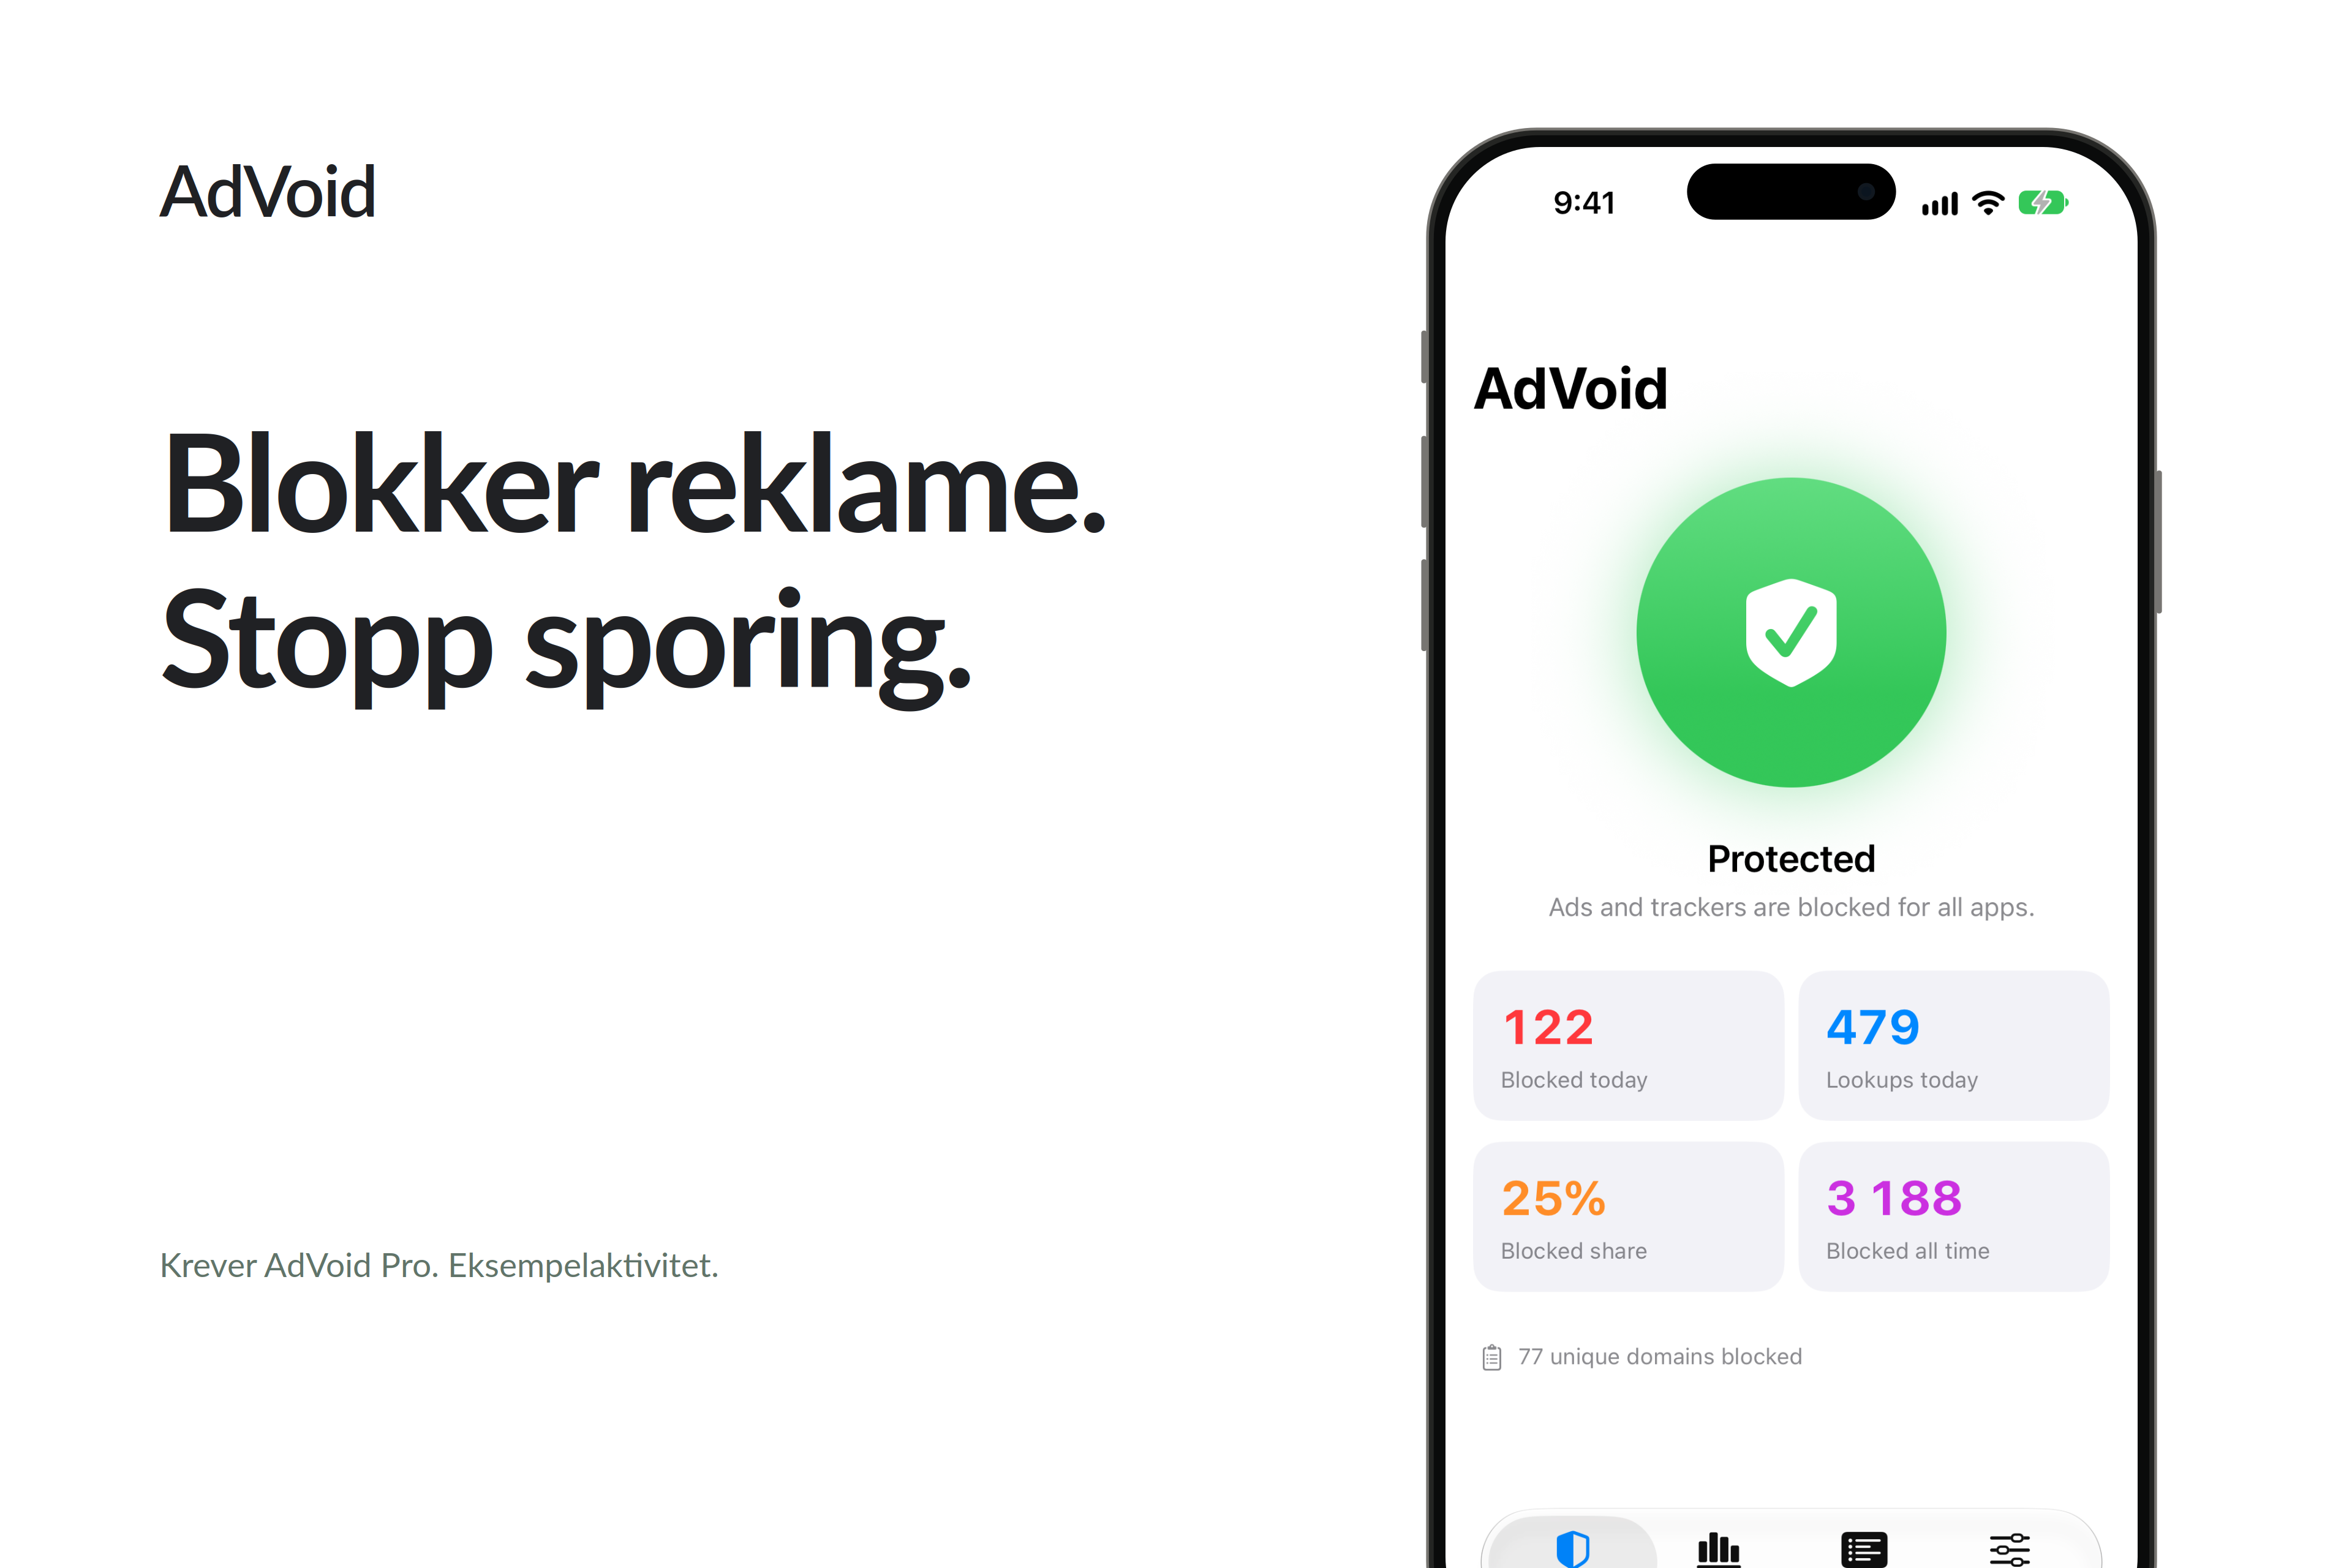 AdVoid
Blokker reklame.
Stopp sporing.
Krever AdVoid Pro. Eksempelaktivitet.
9:41
AdVoid
Protected
Ads and trackers are blocked for all apps.
122
Blocked today
479
Lookups today
25%
Blocked share
3 188
Blocked all time
77 unique domains blocked